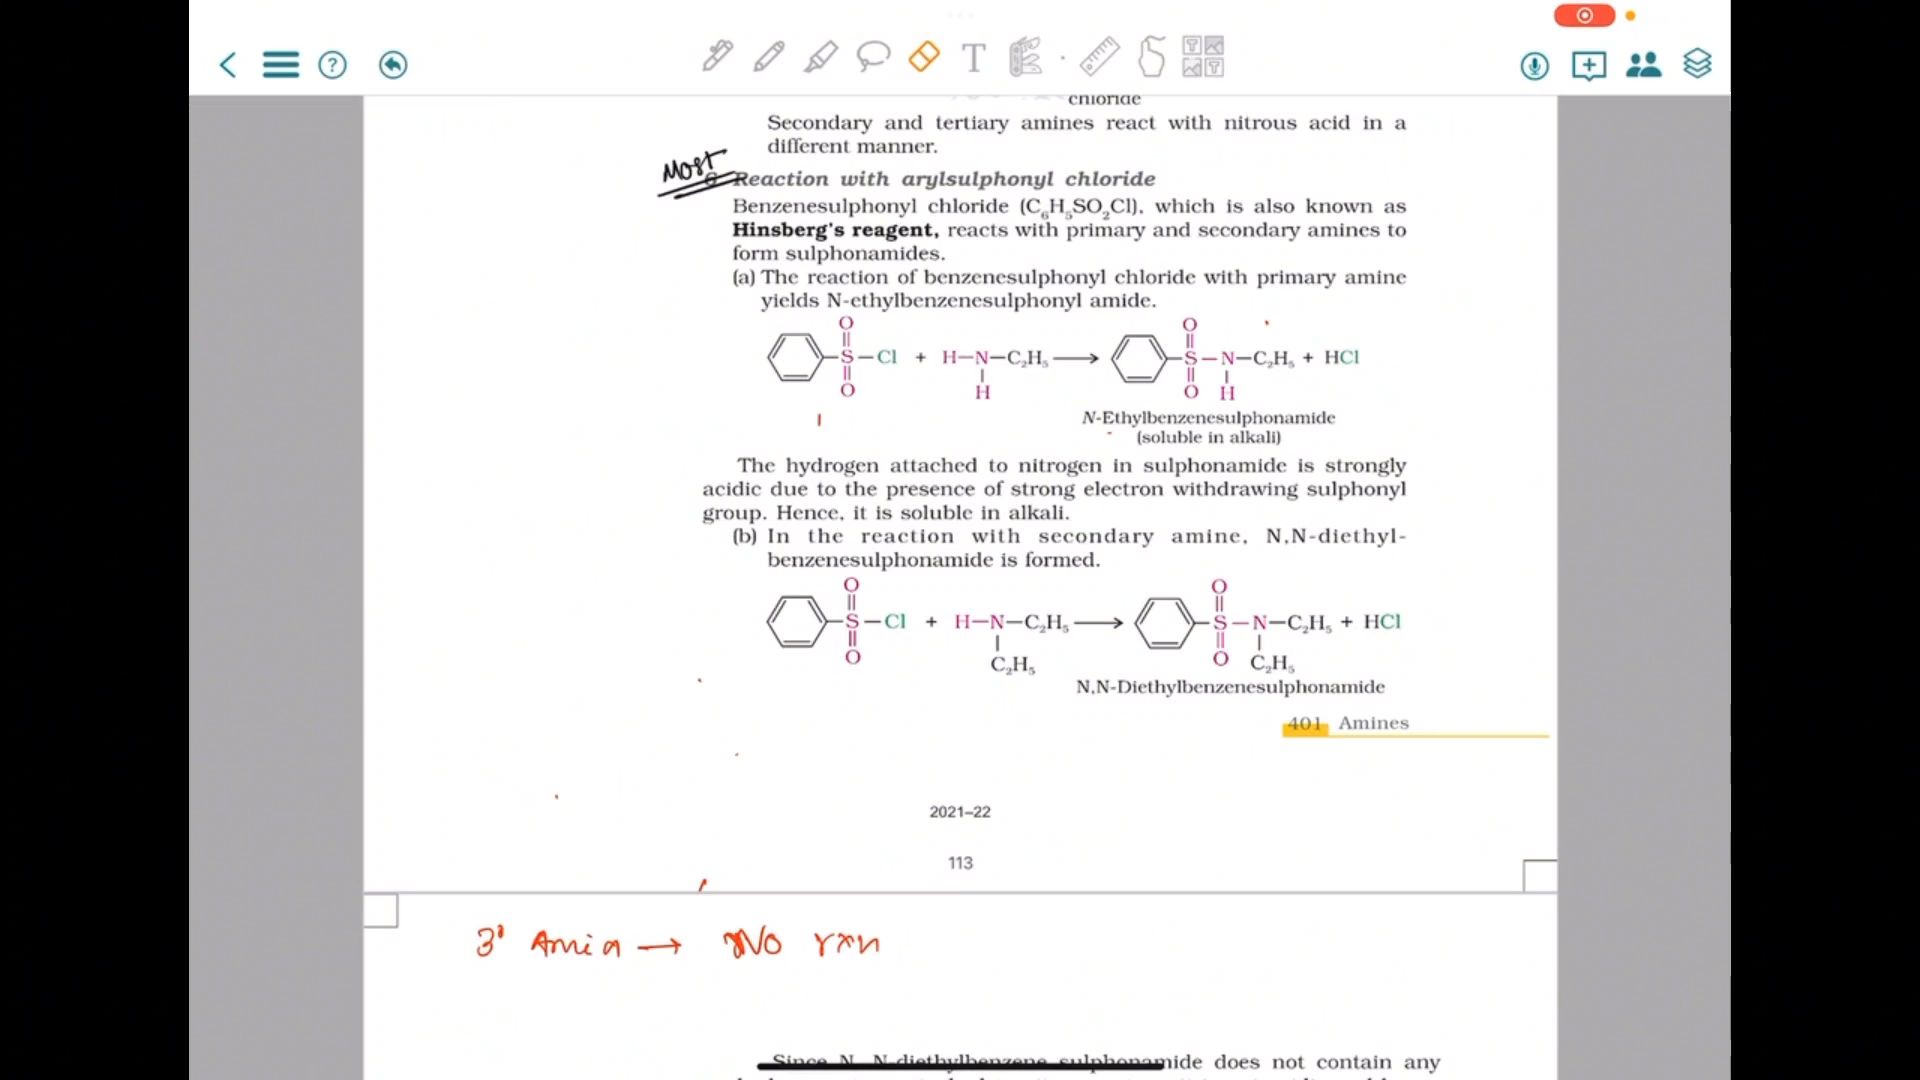 chloride
Secondary and tertiary amines react with nitrous acid in a
different manner.
Most
Reaction with arylsulphonyl chloride
Benzenesulphonyl chloride (C₆H₅SO₂Cl), which is also known as
Hinsberg's reagent, reacts with primary and secondary amines to
form sulphonamides.
(a) The reaction of benzenesulphonyl chloride with primary amine
yields N-ethylbenzenesulphonyl amide.
O O
S—Cl + H—N—C₂H₅ S—N—C₂H₅ + HCl
O H O H
N-Ethylbenzenesulphonamide
(soluble in alkali)
The hydrogen attached to nitrogen in sulphonamide is strongly
acidic due to the presence of strong electron withdrawing sulphonyl
group. Hence, it is soluble in alkali.
(b) In the reaction with secondary amine, N,N-diethyl-
benzenesulphonamide is formed.
O O
S—Cl + H—N—C₂H₅ S—N—C₂H₅ + HCl
O C₂H₅ O C₂H₅
N,N-Diethylbenzenesulphonamide
401 Amines
2021–22
113
3° Amin → No rxn
Since N, N-diethylbenzene sulphonamide does not contain any